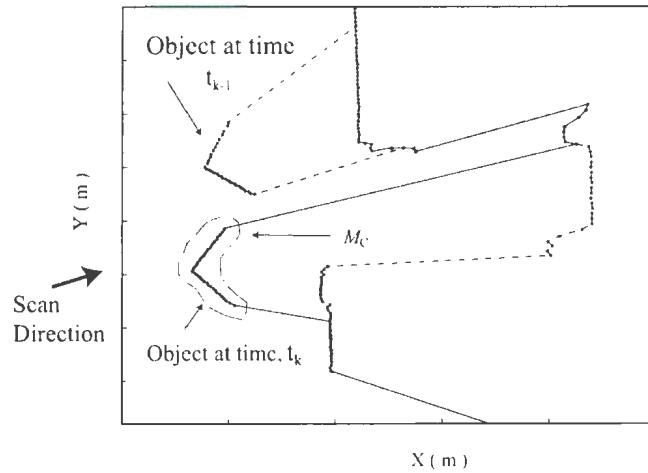 Object at time
t_{k-1}
Y ( m )
M_C
Scan
Direction
Object at time, t_k
X ( m )